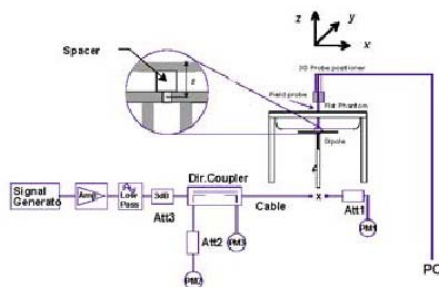 z
y
x
Spacer
s
3D Probe positioner
Field probe
Flat Phantom
Dipole
Dir.Coupler
Signal
Generato
Amp
Low
Pass
3dB
Att3
Cable
x
Att1
Att2
PM3
PM1
PM2
PC